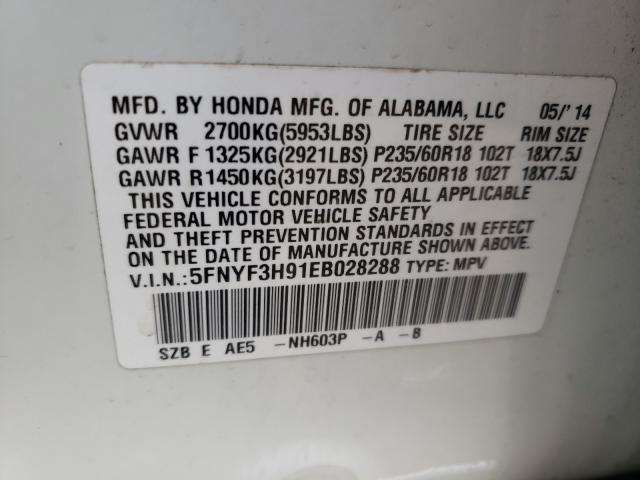 MFD. BY HONDA MFG. OF ALABAMA, LLC 05/'14
GVWR 2700KG(5953LBS) TIRE SIZE RIM SIZE
GAWR F 1325KG(2921LBS) P235/60R18 102T 18X7.5J
GAWR R1450KG(3197LBS) P235/60R18 102T 18X7.5J
THIS VEHICLE CONFORMS TO ALL APPLICABLE
FEDERAL MOTOR VEHICLE SAFETY
AND THEFT PREVENTION STANDARDS IN EFFECT
ON THE DATE OF MANUFACTURE SHOWN ABOVE.
V.I.N.:5FNYF3H91EB028288 TYPE: MPV
SZB E AE5 -NH603P -A -B